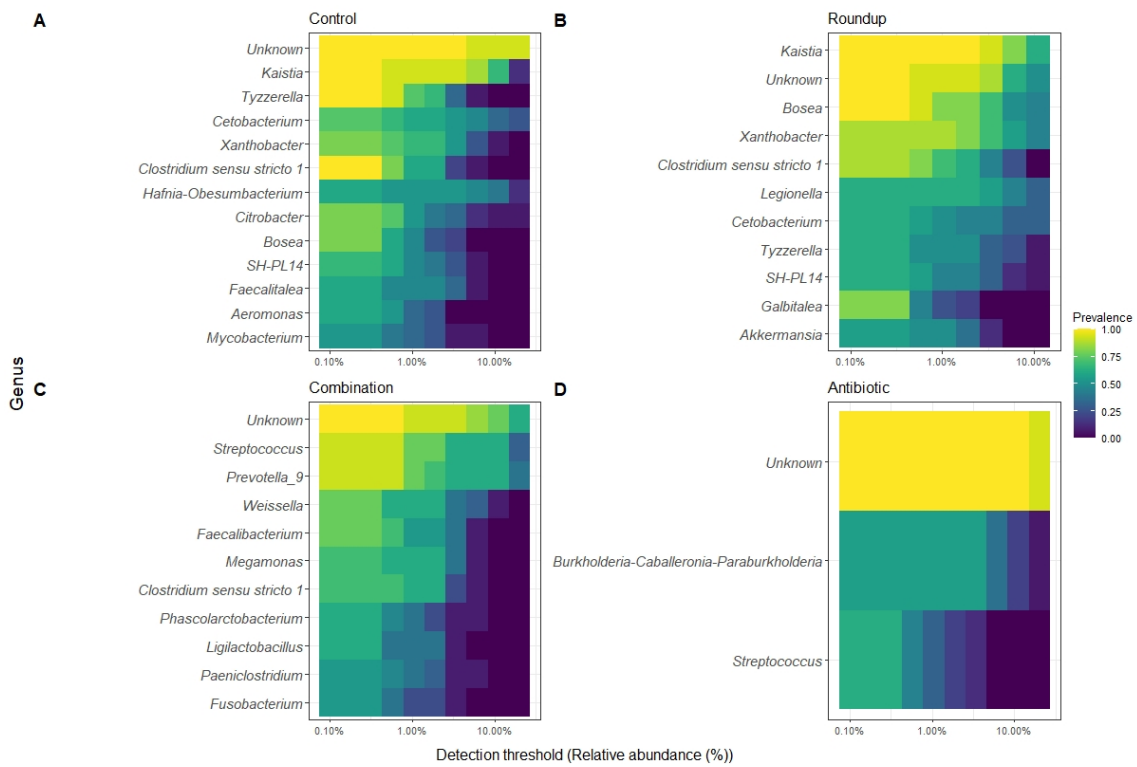 A
Control
Unknown
Kaistia
Tyzzerella
Cetobacterium
Xanthobacter
Clostridium sensu stricto 1
Hafnia-Obesumbacterium
Citrobacter
Bosea
SH-PL14
Faecalitalea
Aeromonas
Mycobacterium
0.10% 1.00% 10.00%
B
Roundup
Kaistia
Unknown
Bosea
Xanthobacter
Clostridium sensu stricto 1
Legionella
Cetobacterium
Tyzzerella
SH-PL14
Galbitalea
Akkermansia
0.10% 1.00% 10.00%
Prevalence
1.00
0.75
0.50
0.25
0.00
Genus
C
Combination
Unknown
Streptococcus
Prevotella_9
Weissella
Faecalibacterium
Megamonas
Clostridium sensu stricto 1
Phascolarctobacterium
Ligilactobacillus
Paeniclostridium
Fusobacterium
0.10% 1.00% 10.00%
D
Antibiotic
Unknown
Burkholderia-Caballeronia-Paraburkholderia
Streptococcus
0.10% 1.00% 10.00%
Detection threshold (Relative abundance (%))